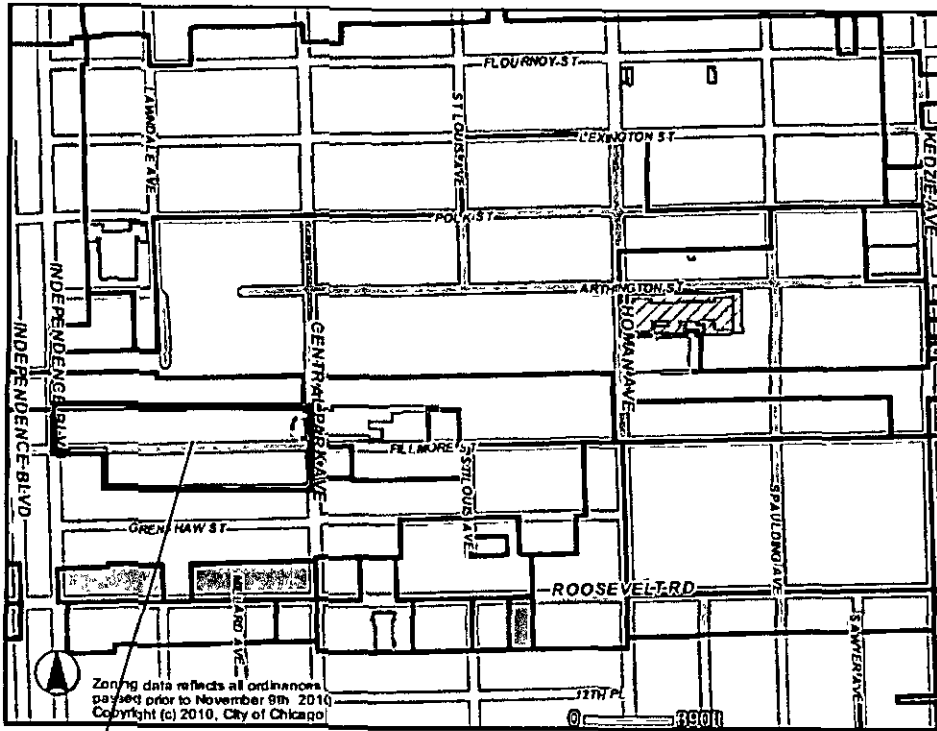 FLOURNOY ST
LAWNDALE AVE
ST LOUIS AVE
LEXINGTON ST
KEDZIE AVE
POLK ST
INDEPENDENCE BLVD
INDEPENDENCE BLVD
ARTHINGTON ST
CENTRAL PARK AVE
HOMAN AVE
FILLMORE S
ST LOUIS AVE
SPAULDING AVE
GRENSHAW ST
ROOSEVELT RD
MILLARD AVE
SAWYER AVE
12TH PL
Zoning data reflects all ordinances
passed prior to November 9th 2010
Copyright (c) 2010, City of Chicago
0 890